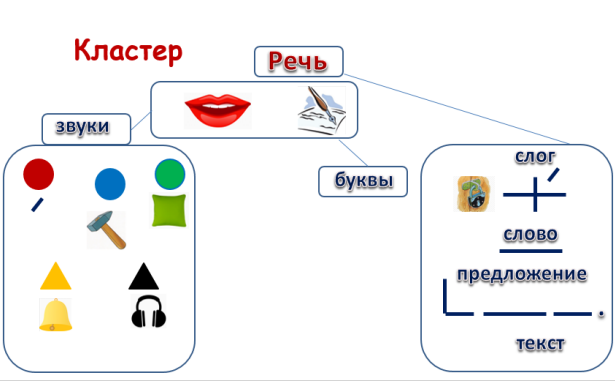 Кластер
Речь
звуки
буквы
слог
слово
предложение
текст